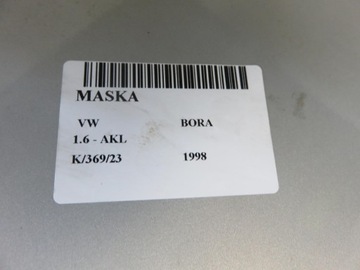 MASKA
VW BORA
1.6 - AKL
K/369/23 1998